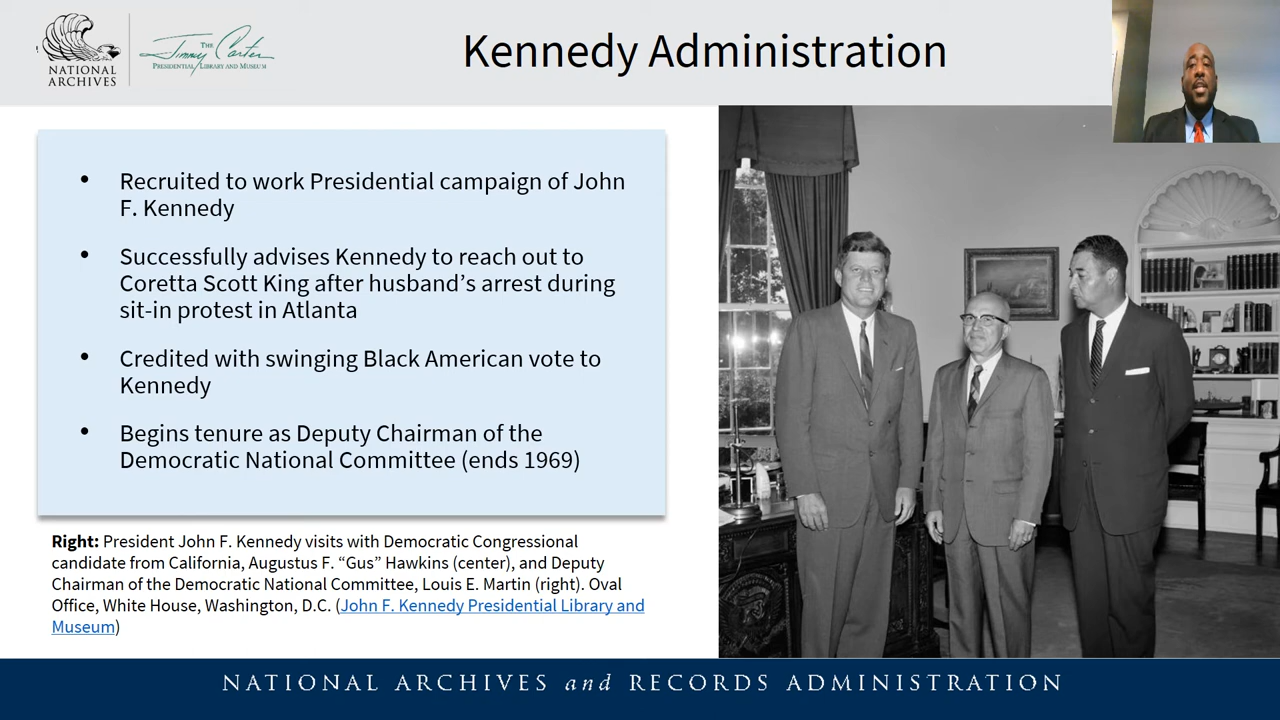 NATIONAL
ARCHIVES
THE
Jimmy Carter
PRESIDENTIAL LIBRARY AND MUSEUM
Kennedy Administration
• Recruited to work Presidential campaign of John
F. Kennedy
• Successfully advises Kennedy to reach out to
Coretta Scott King after husband’s arrest during
sit-in protest in Atlanta
• Credited with swinging Black American vote to
Kennedy
• Begins tenure as Deputy Chairman of the
Democratic National Committee (ends 1969)
Right: President John F. Kennedy visits with Democratic Congressional
candidate from California, Augustus F. “Gus” Hawkins (center), and Deputy
Chairman of the Democratic National Committee, Louis E. Martin (right). Oval
Office, White House, Washington, D.C. (John F. Kennedy Presidential Library and
Museum)
NATIONAL ARCHIVES and RECORDS ADMINISTRATION